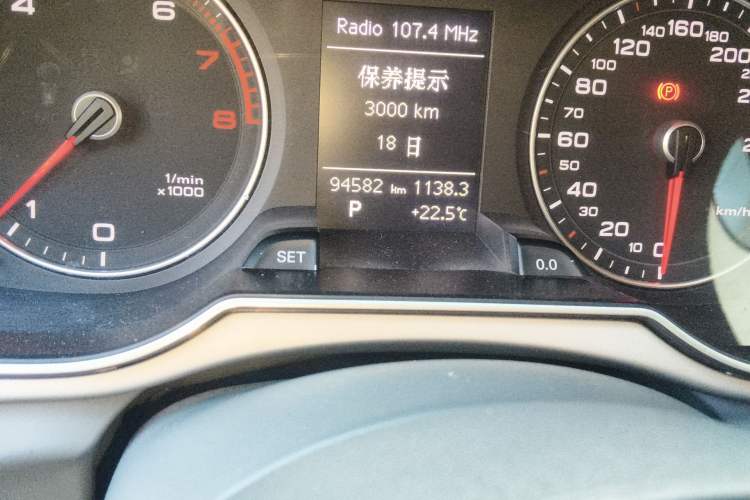 4
6
7
8
1/min
x1000
1
0
Radio 107.4 MHz
保养提示
3000 km
18 日
94582 km 1138.3
P +22.5℃
SET
0.0
0
10
20
30
40
50
60
80
100
120
140
160
180
200
(P)
km/h